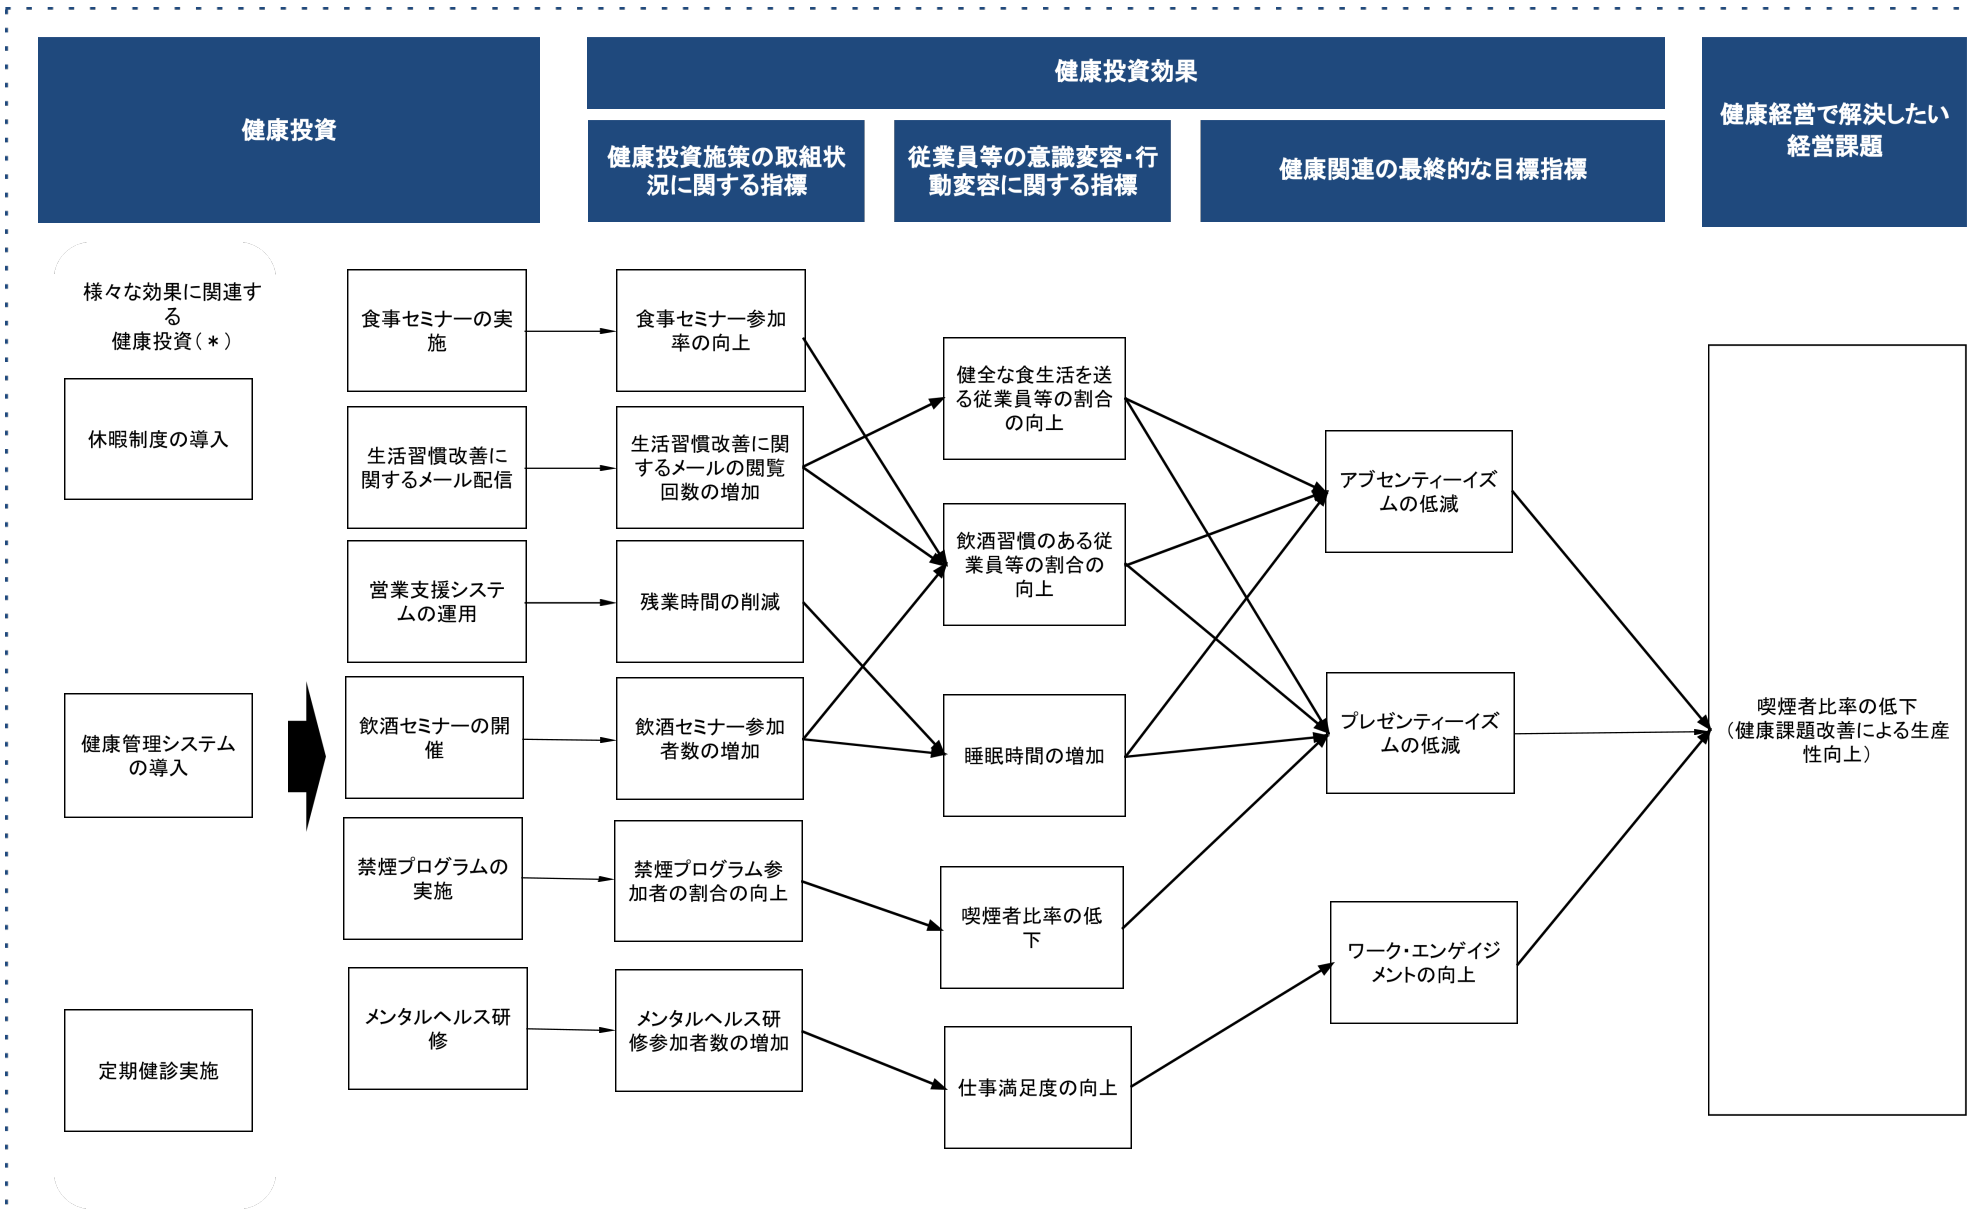 健康投資
健康投資効果
健康経営で解決したい
経営課題
健康投資施策の取組状
況に関する指標
従業員等の意識変容・行
動変容に関する指標
健康関連の最終的な目標指標
様々な効果に関連す
る
健康投資(*)
休暇制度の導入
健康管理システム
の導入
定期健診実施
食事セミナーの実
施
生活習慣改善に
関するメール配信
営業支援システ
ムの運用
飲酒セミナーの開
催
禁煙プログラムの
実施
メンタルヘルス研
修
食事セミナー参加
率の向上
生活習慣改善に関
するメールの閲覧
回数の増加
残業時間の削減
飲酒セミナー参加
者数の増加
禁煙プログラム参
加者の割合の向上
メンタルヘルス研
修参加者数の増加
健全な食生活を送
る従業員等の割合
の向上
飲酒習慣のある従
業員等の割合の
向上
睡眠時間の増加
喫煙者比率の低
下
仕事満足度の向上
アブセンティーイズ
ムの低減
プレゼンティーイズ
ムの低減
ワーク・エンゲイジ
メントの向上
喫煙者比率の低下
(健康課題改善による生産
性向上)